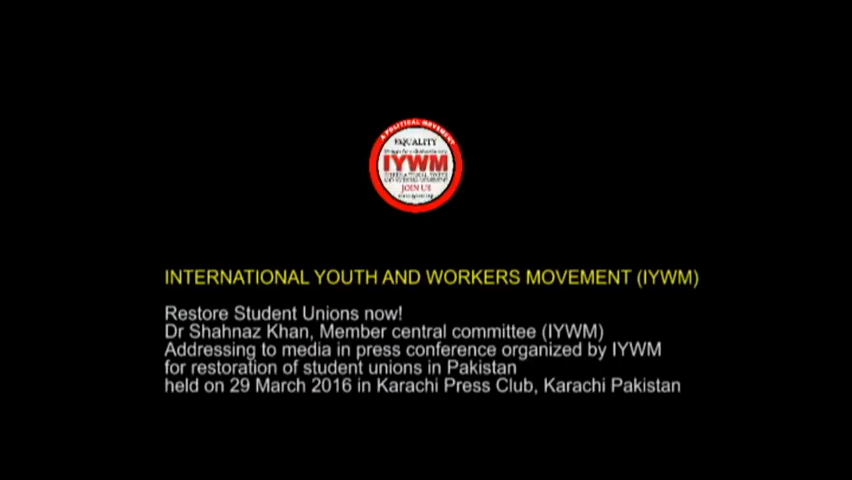 A POLITICAL MOVEMENT
EQUALITY
IYWM
JOIN US
INTERNATIONAL YOUTH AND WORKERS MOVEMENT (IYWM)
Restore Student Unions now!
Dr Shahnaz Khan, Member central committee (IYWM)
Addressing to media in press conference organized by IYWM
for restoration of student unions in Pakistan
held on 29 March 2016 in Karachi Press Club, Karachi Pakistan